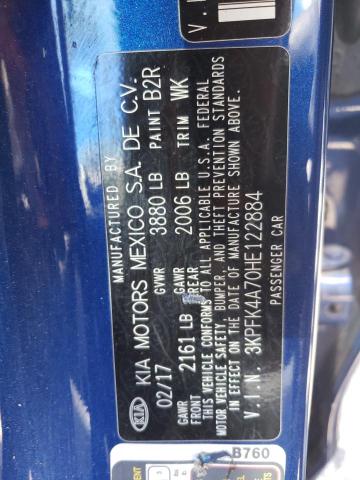 MANUFACTURED BY
KIA KIA MOTORS MEXICO S.A. DE C.V.
02/17 GVWR 3880 LB PAINT B2R
GAWR FRONT 2161 LB GAWR REAR 2006 LB TRIM WK
THIS VEHICLE CONFORMS TO ALL APPLICABLE U.S.A. FEDERAL
MOTOR VEHICLE SAFETY, BUMPER, AND THEFT PREVENTION STANDARDS
IN EFFECT ON THE DATE OF MANUFACTURE SHOWN ABOVE.
V.I.N. 3KPFK4A70HE122884
PASSENGER CAR
B760